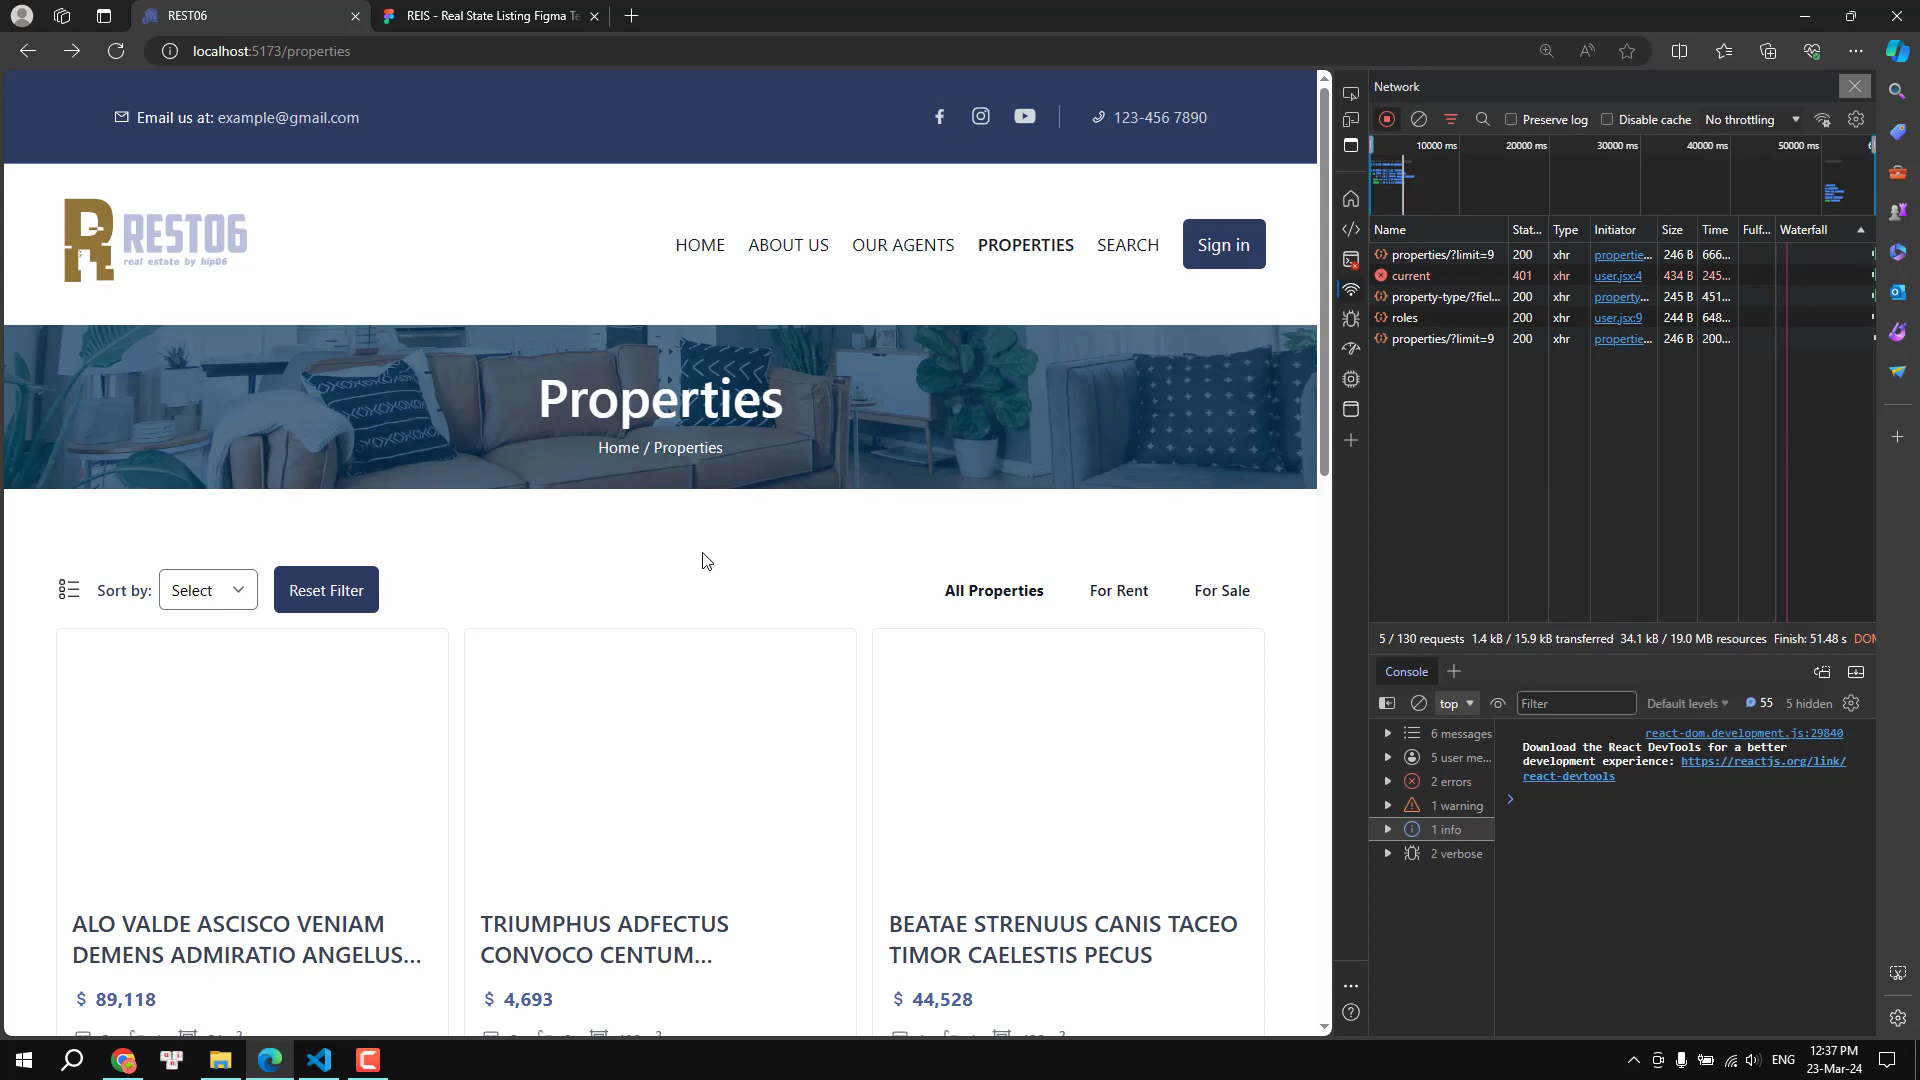 REST06
REIS - Real State Listing Figma Te
localhost:5173/properties
Email us at: example@gmail.com
123-456 7890
REST06
real estate by hip06
HOME
ABOUT US
OUR AGENTS
PROPERTIES
SEARCH
Sign in
Properties
Home / Properties
Sort by:
Select
Reset Filter
All Properties
For Rent
For Sale
ALO VALDE ASCISCO VENIAM
DEMENS ADMIRATIO ANGELUS...
$ 89,118
TRIUMPHUS ADFECTUS
CONVOCO CENTUM...
$ 4,693
BEATAE STRENUUS CANIS TACEO
TIMOR CAELESTIS PECUS
$ 44,528
Network
Preserve log
Disable cache
No throttling
10000 ms
20000 ms
30000 ms
40000 ms
50000 ms
Name Stat... Type Initiator Size Time Fulf... Waterfall
properties/?limit=9 200 xhr propertie... 246 B 666...
current 401 xhr user.jsx:4 434 B 245...
property-type/?fiel... 200 xhr property... 245 B 451...
roles 200 xhr user.jsx:9 244 B 648...
properties/?limit=9 200 xhr propertie... 246 B 200...
5 / 130 requests 1.4 kB / 15.9 kB transferred 34.1 kB / 19.0 MB resources Finish: 51.48 s DOM
Console
top
Filter
Default levels
55
5 hidden
6 messages
5 user me...
2 errors
1 warning
1 info
2 verbose
react-dom.development.js:29840
Download the React DevTools for a better
development experience: https://reactjs.org/link/
react-devtools
ENG
12:37 PM
23-Mar-24